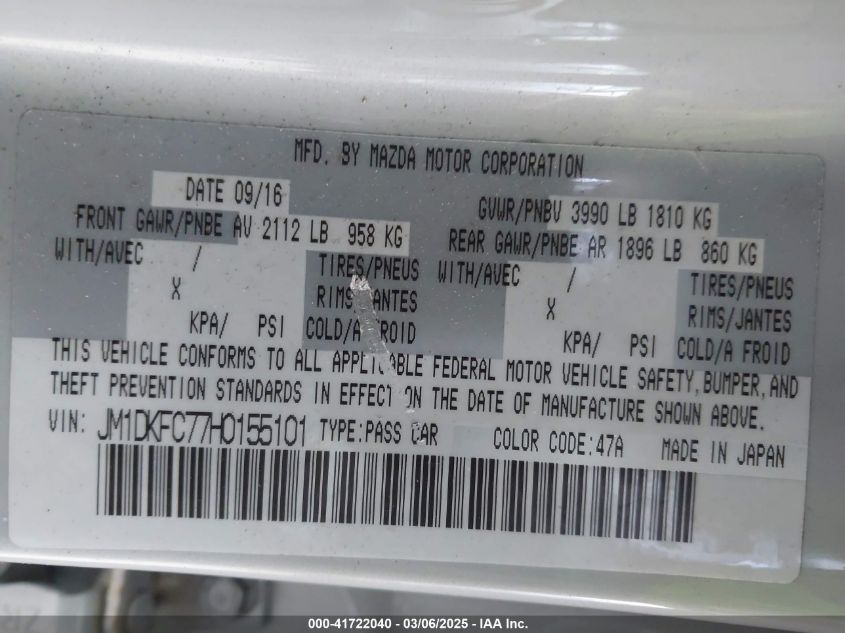 MFD. BY MAZDA MOTOR CORPORATION
DATE 09/16
GVWR/PNBV 3990 LB 1810 KG
FRONT GAWR/PNBE AV 2112 LB 958 KG
REAR GAWR/PNBE AR 1896 LB 860 KG
WITH/AVEC / TIRES/PNEUS WITH/AVEC / TIRES/PNEUS
X RIMS/JANTES X RIMS/JANTES
KPA/ PSI COLD/A FROID KPA/ PSI COLD/A FROID
THIS VEHICLE CONFORMS TO ALL APPLICABLE FEDERAL MOTOR VEHICLE SAFETY, BUMPER, AND
THEFT PREVENTION STANDARDS IN EFFECT ON THE DATE OF MANUFACTURE SHOWN ABOVE.
VIN: JM1DKFC77H0155101 TYPE:PASS CAR COLOR CODE:47A MADE IN JAPAN
ZR
000-41722040 - 03/06/2025 - IAA Inc.